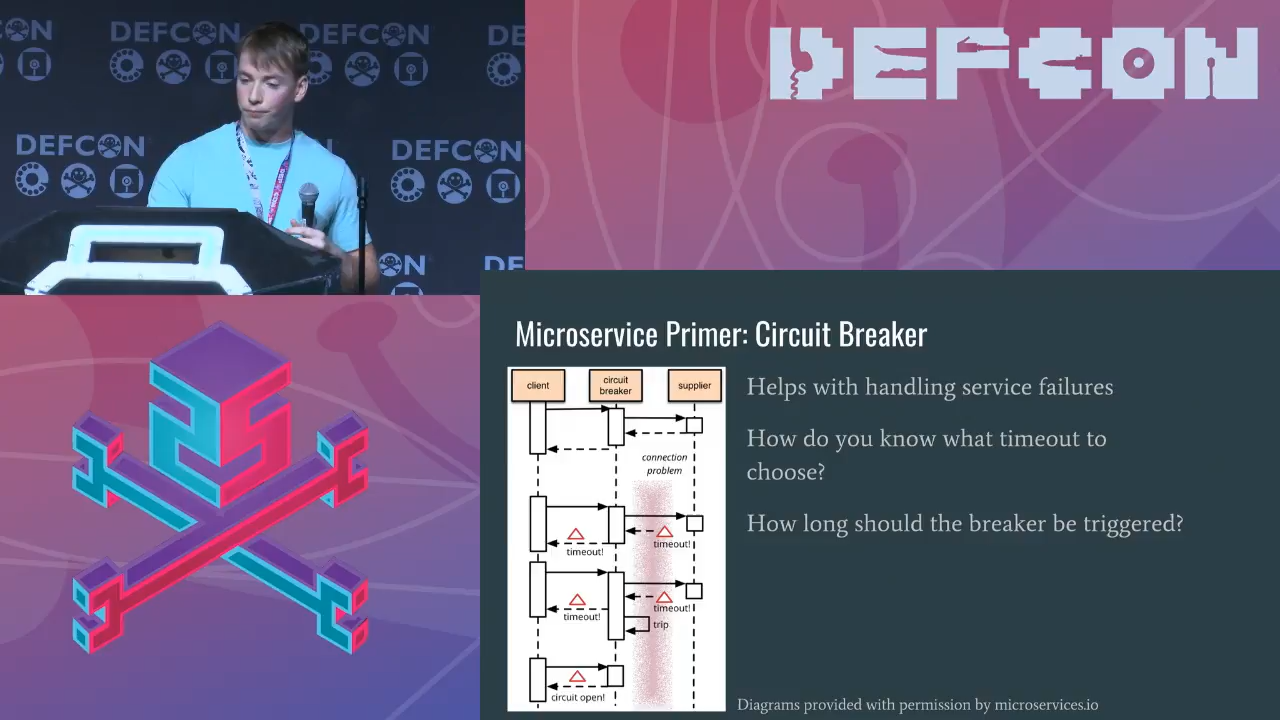 DEFCON
DEFCON
DEFCON
DEFCON
DEFCON
Microservice Primer: Circuit Breaker
client
circuit
breaker
supplier
connection
problem
timeout!
timeout!
timeout!
timeout!
trip
circuit open!
Helps with handling service failures
How do you know what timeout to
choose?
How long should the breaker be triggered?
Diagrams provided with permission by microservices.io